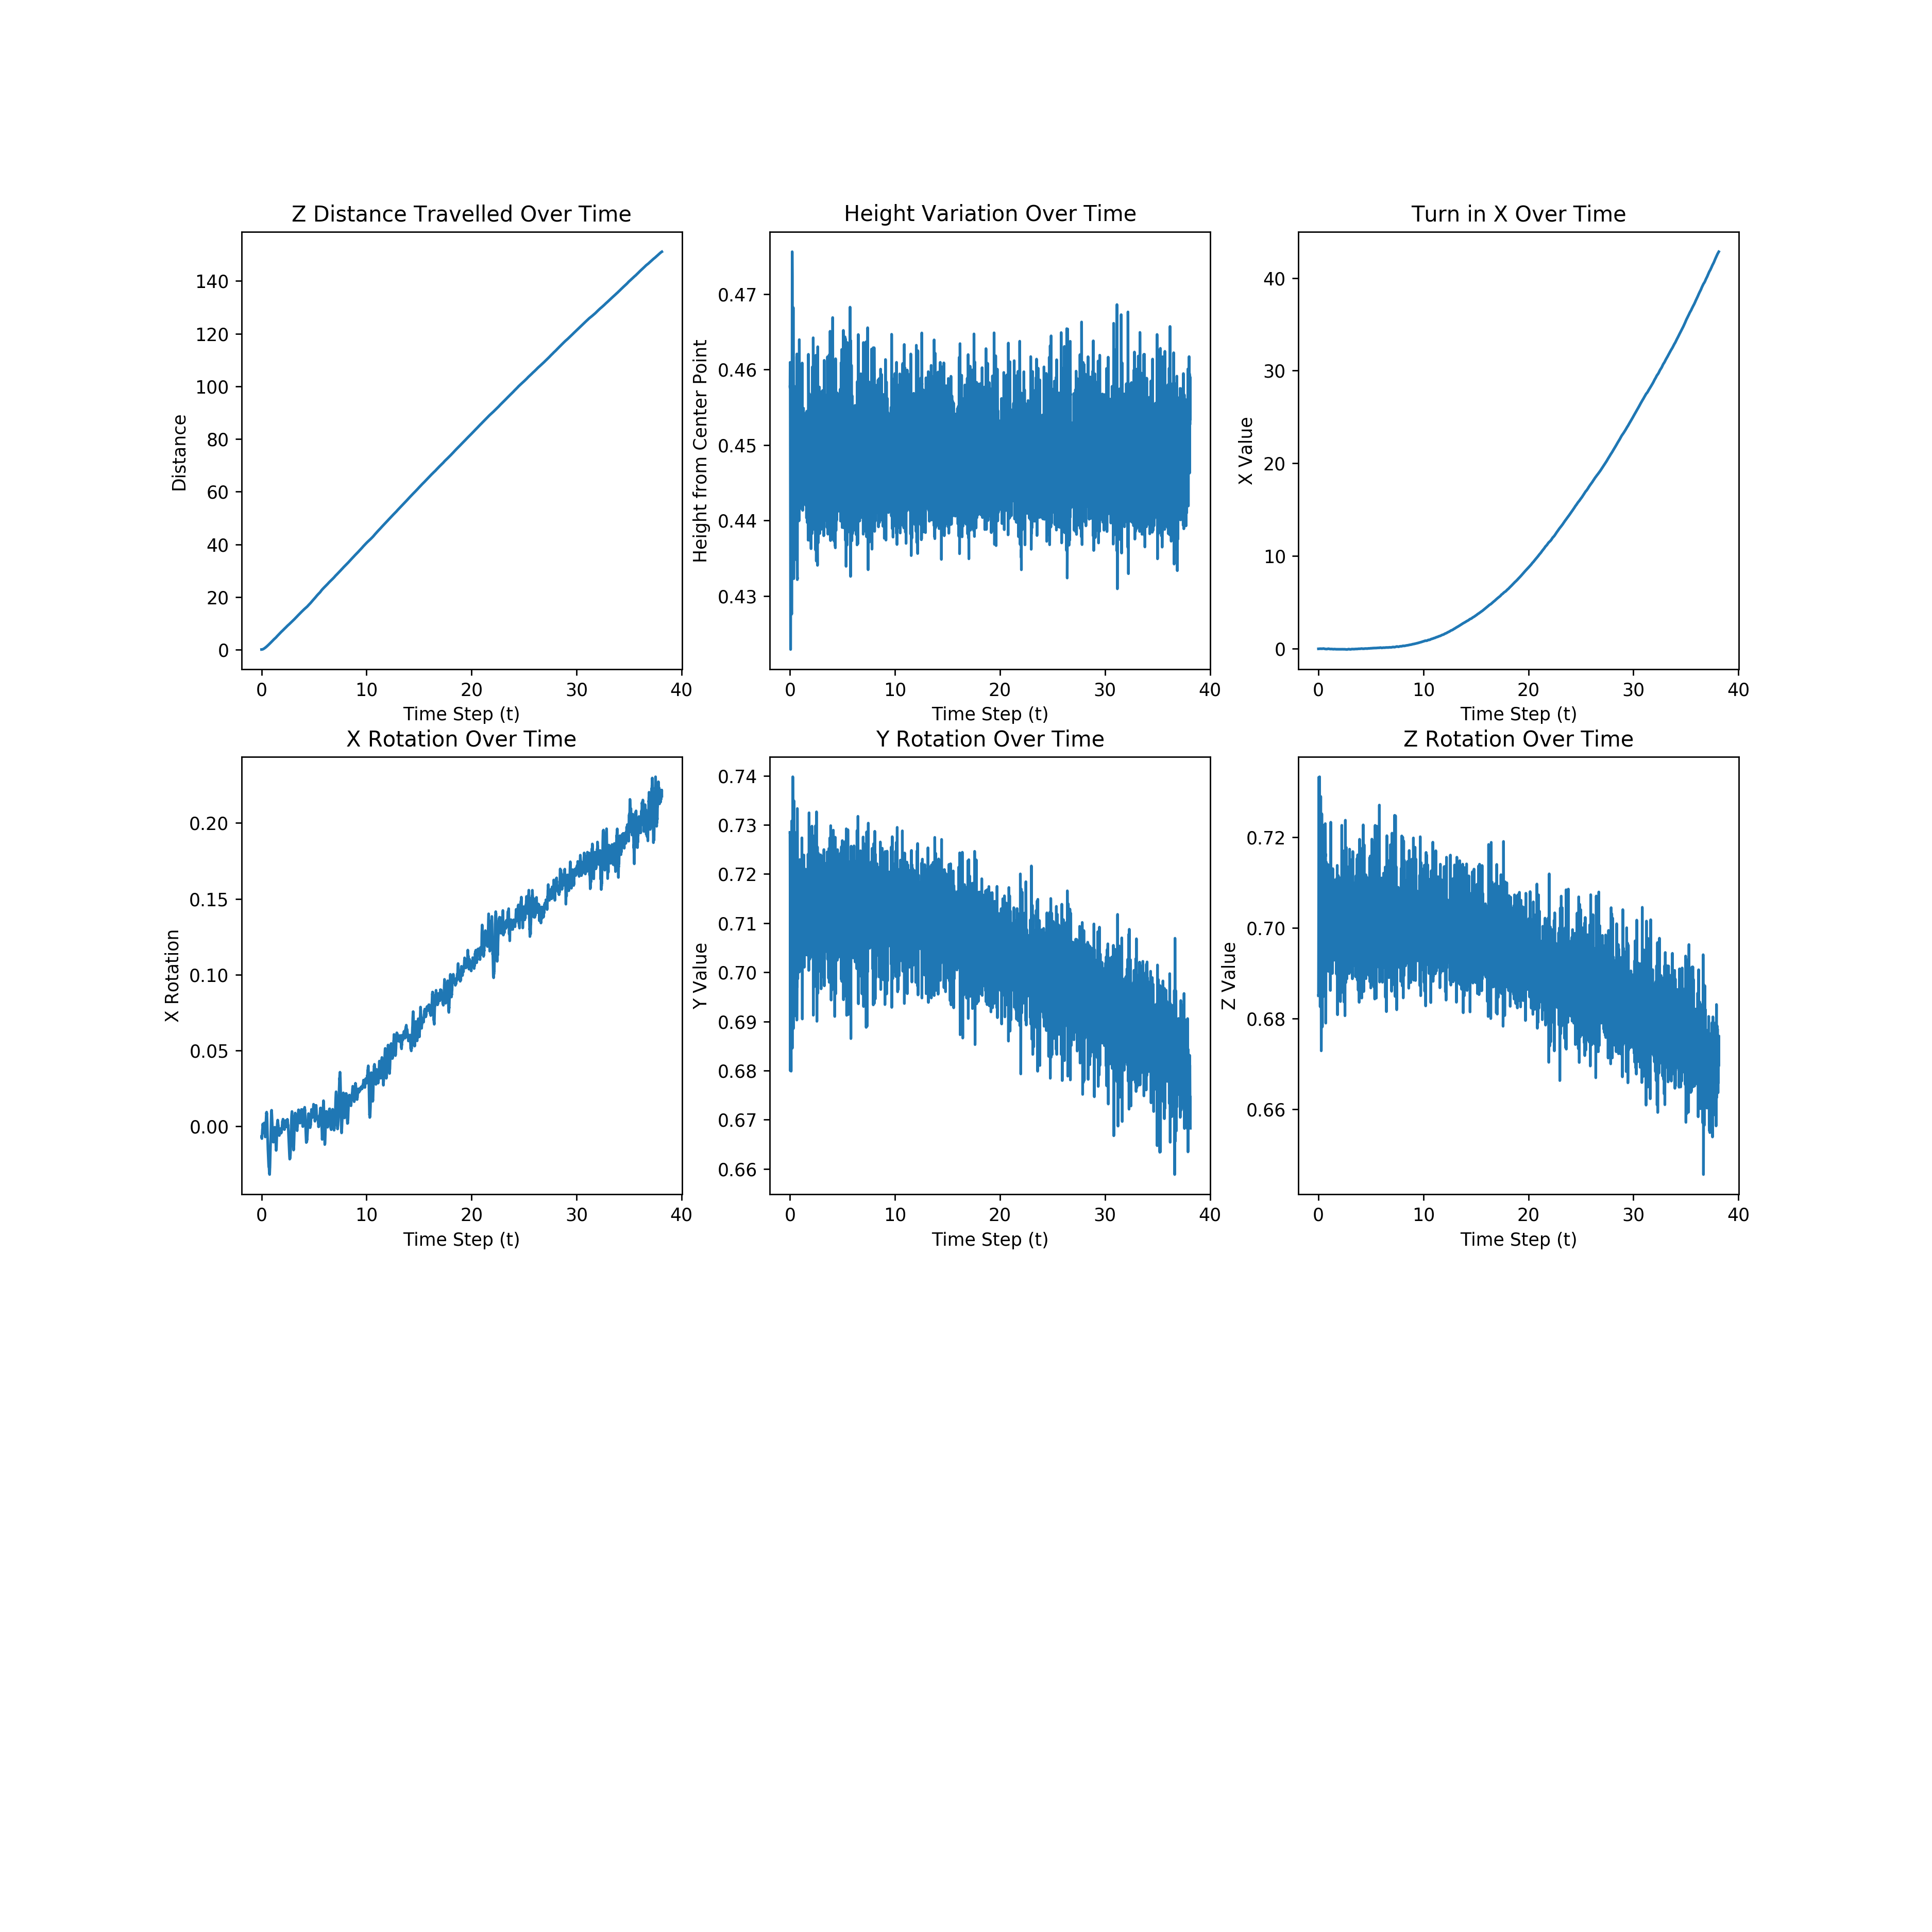 Z Distance Travelled Over Time
Distance
140
120
100
80
60
40
20
0
0 10 20 30 40
Time Step (t)
Height Variation Over Time
Height from Center Point
0.47
0.46
0.45
0.44
0.43
0 10 20 30 40
Time Step (t)
Turn in X Over Time
X Value
40
30
20
10
0
0 10 20 30 40
Time Step (t)
X Rotation Over Time
X Rotation
0.20
0.15
0.10
0.05
0.00
0 10 20 30 40
Time Step (t)
Y Rotation Over Time
Y Value
0.74
0.73
0.72
0.71
0.70
0.69
0.68
0.67
0.66
0 10 20 30 40
Time Step (t)
Z Rotation Over Time
Z Value
0.72
0.70
0.68
0.66
0 10 20 30 40
Time Step (t)